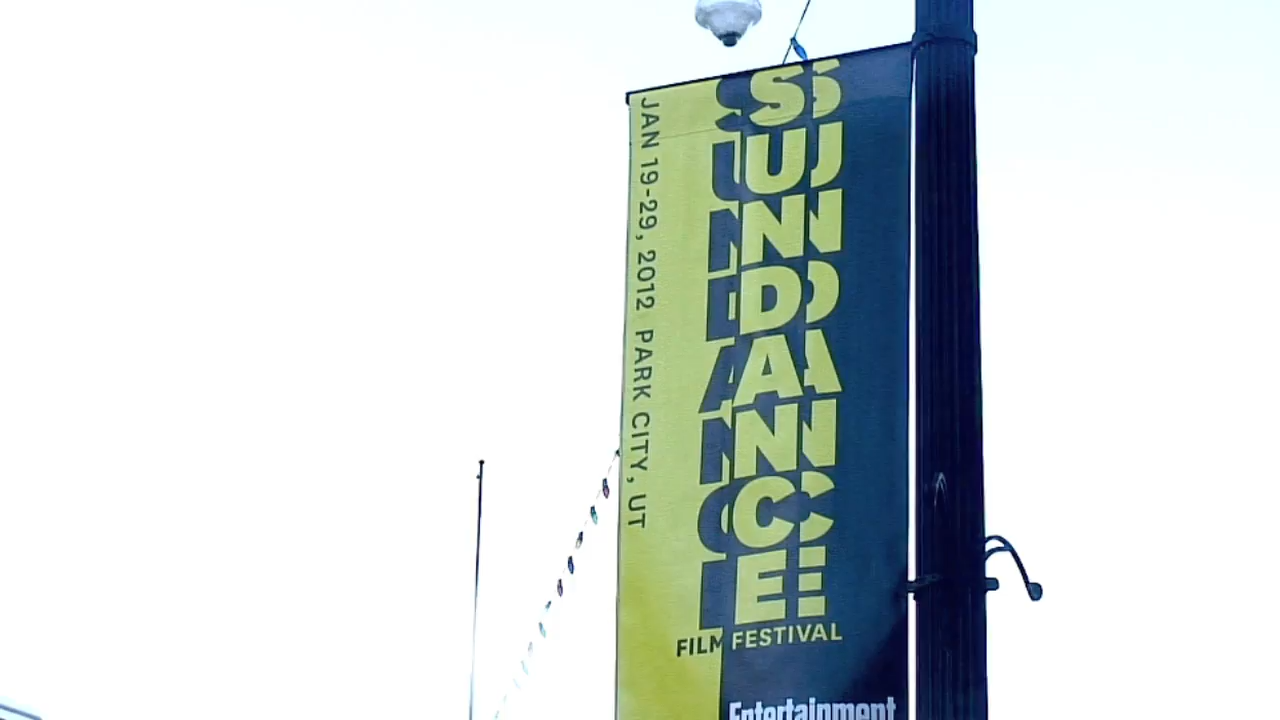 JAN 19-29, 2012 PARK CITY, UT
SUNDANCE
FILM FESTIVAL
Entertainment